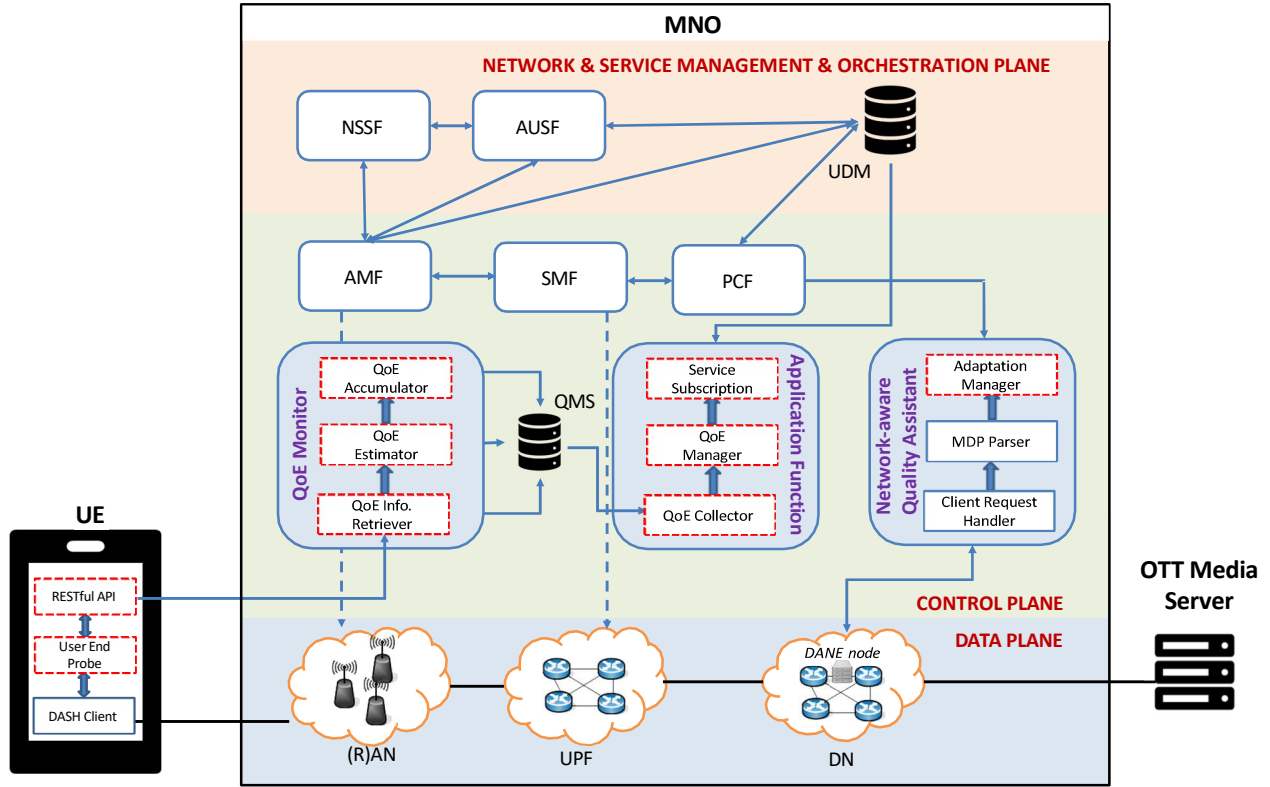 MNO
NETWORK & SERVICE MANAGEMENT & ORCHESTRATION PLANE
NSSF
AUSF
UDM
AMF
SMF
PCF
QoE Monitor
QoE
Accumulator
QoE
Estimator
QoE Info.
Retriever
QMS
Application Function
Service
Subscription
QoE
Manager
QoE Collector
Network-aware
Quality Assistant
Adaptation
Manager
MDP Parser
Client Request
Handler
UE
RESTful API
User End
Probe
DASH Client
CONTROL PLANE
DATA PLANE
OTT Media
Server
DANE node
(R)AN
UPF
DN